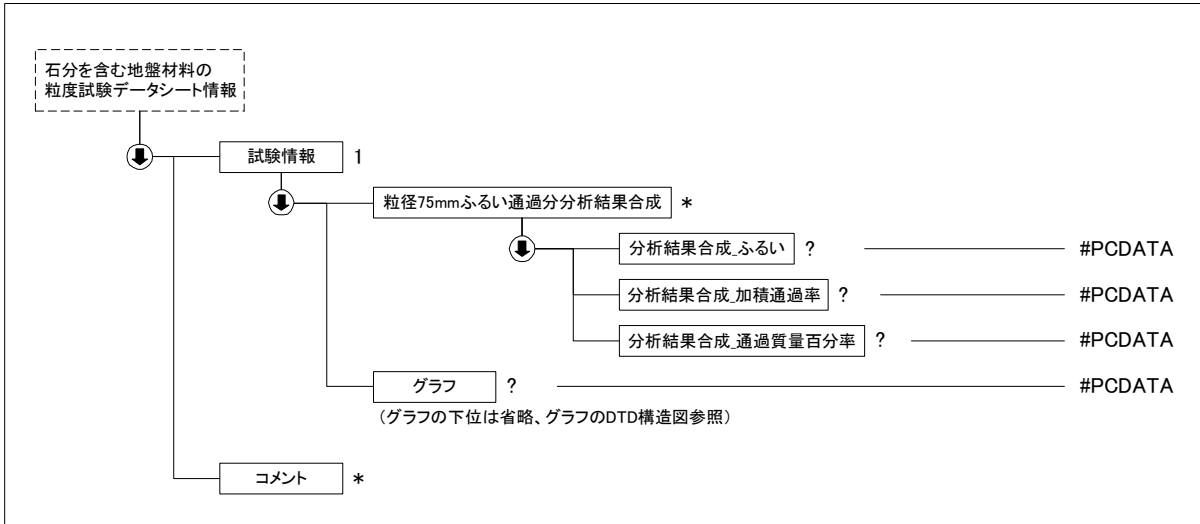 石分を含む地盤材料の
粒度試験データシート情報
試験情報 1
粒径75mmふるい通過分分析結果合成 *
分析結果合成_ふるい ? #PCDATA
分析結果合成_加積通過率 ? #PCDATA
分析結果合成_通過質量百分率 ? #PCDATA
グラフ ? #PCDATA
（グラフの下位は省略、グラフのDTD構造図参照）
コメント *